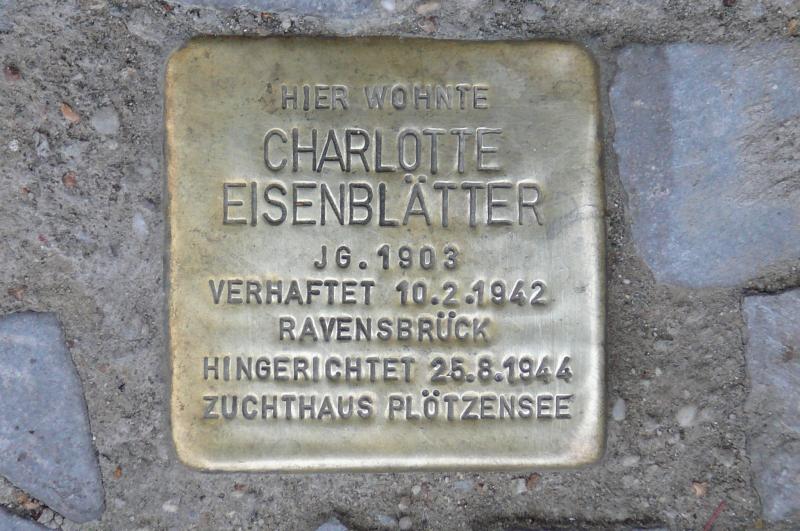 HIER WOHNTE
CHARLOTTE
EISENBLÄTTER
JG. 1903
VERHAFTET 10.2.1942
RAVENSBRÜCK
HINGERICHTET 25.8.1944
ZUCHTHAUS PLÖTZENSEE